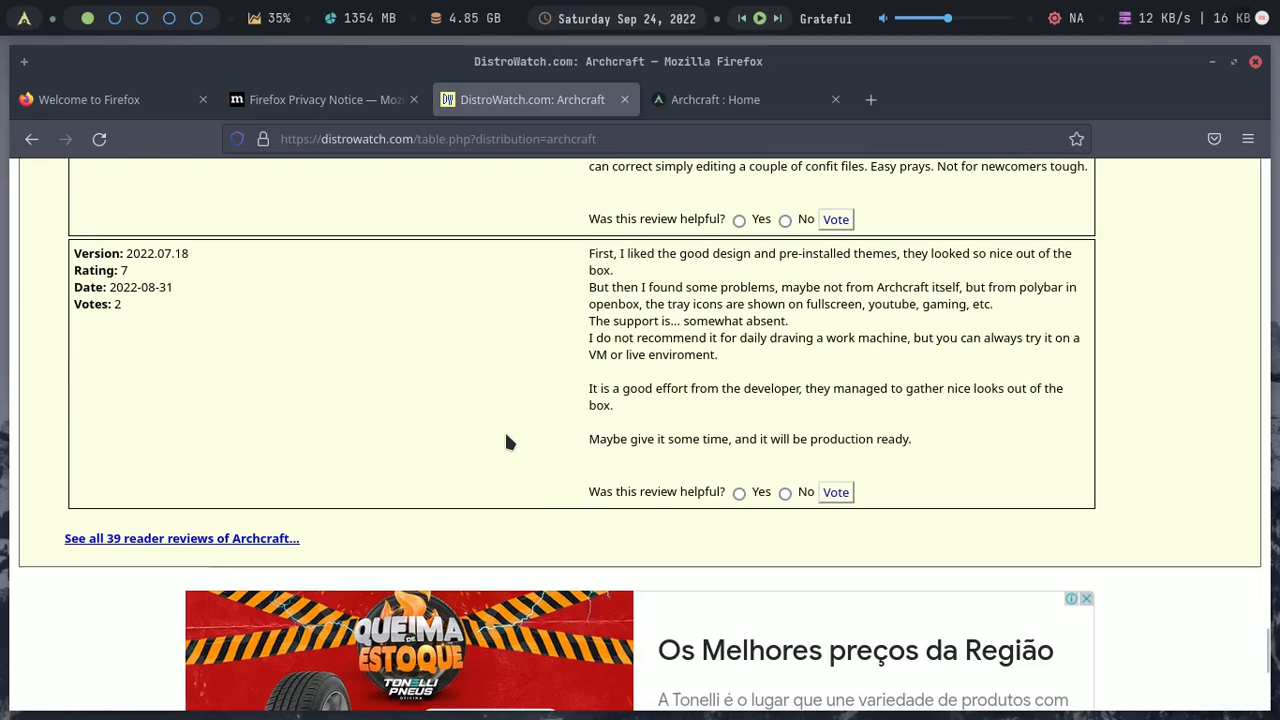 35% 1354 MB 4.85 GB Saturday Sep 24, 2022 Grateful NA 12 KB/s | 16 KB
DistroWatch.com: Archcraft — Mozilla Firefox
Welcome to Firefox
Firefox Privacy Notice — Mozi
DistroWatch.com: Archcraft
Archcraft : Home
https://distrowatch.com/table.php?distribution=archcraft
can correct simply editing a couple of confit files. Easy prays. Not for newcomers tough.
Was this review helpful? Yes No Vote
Version: 2022.07.18
Rating: 7
Date: 2022-08-31
Votes: 2
First, I liked the good design and pre-installed themes, they looked so nice out of the
box.
But then I found some problems, maybe not from Archcraft itself, but from polybar in
openbox, the tray icons are shown on fullscreen, youtube, gaming, etc.
The support is... somewhat absent.
I do not recommend it for daily draving a work machine, but you can always try it on a
VM or live enviroment.
It is a good effort from the developer, they managed to gather nice looks out of the
box.
Maybe give it some time, and it will be production ready.
Was this review helpful? Yes No Vote
See all 39 reader reviews of Archcraft...
QUEIMA
DE
ESTOQUE
TONELLI
PNEUS
OFICINA
Os Melhores preços da Região
A Tonelli é o lugar que une variedade de produtos com